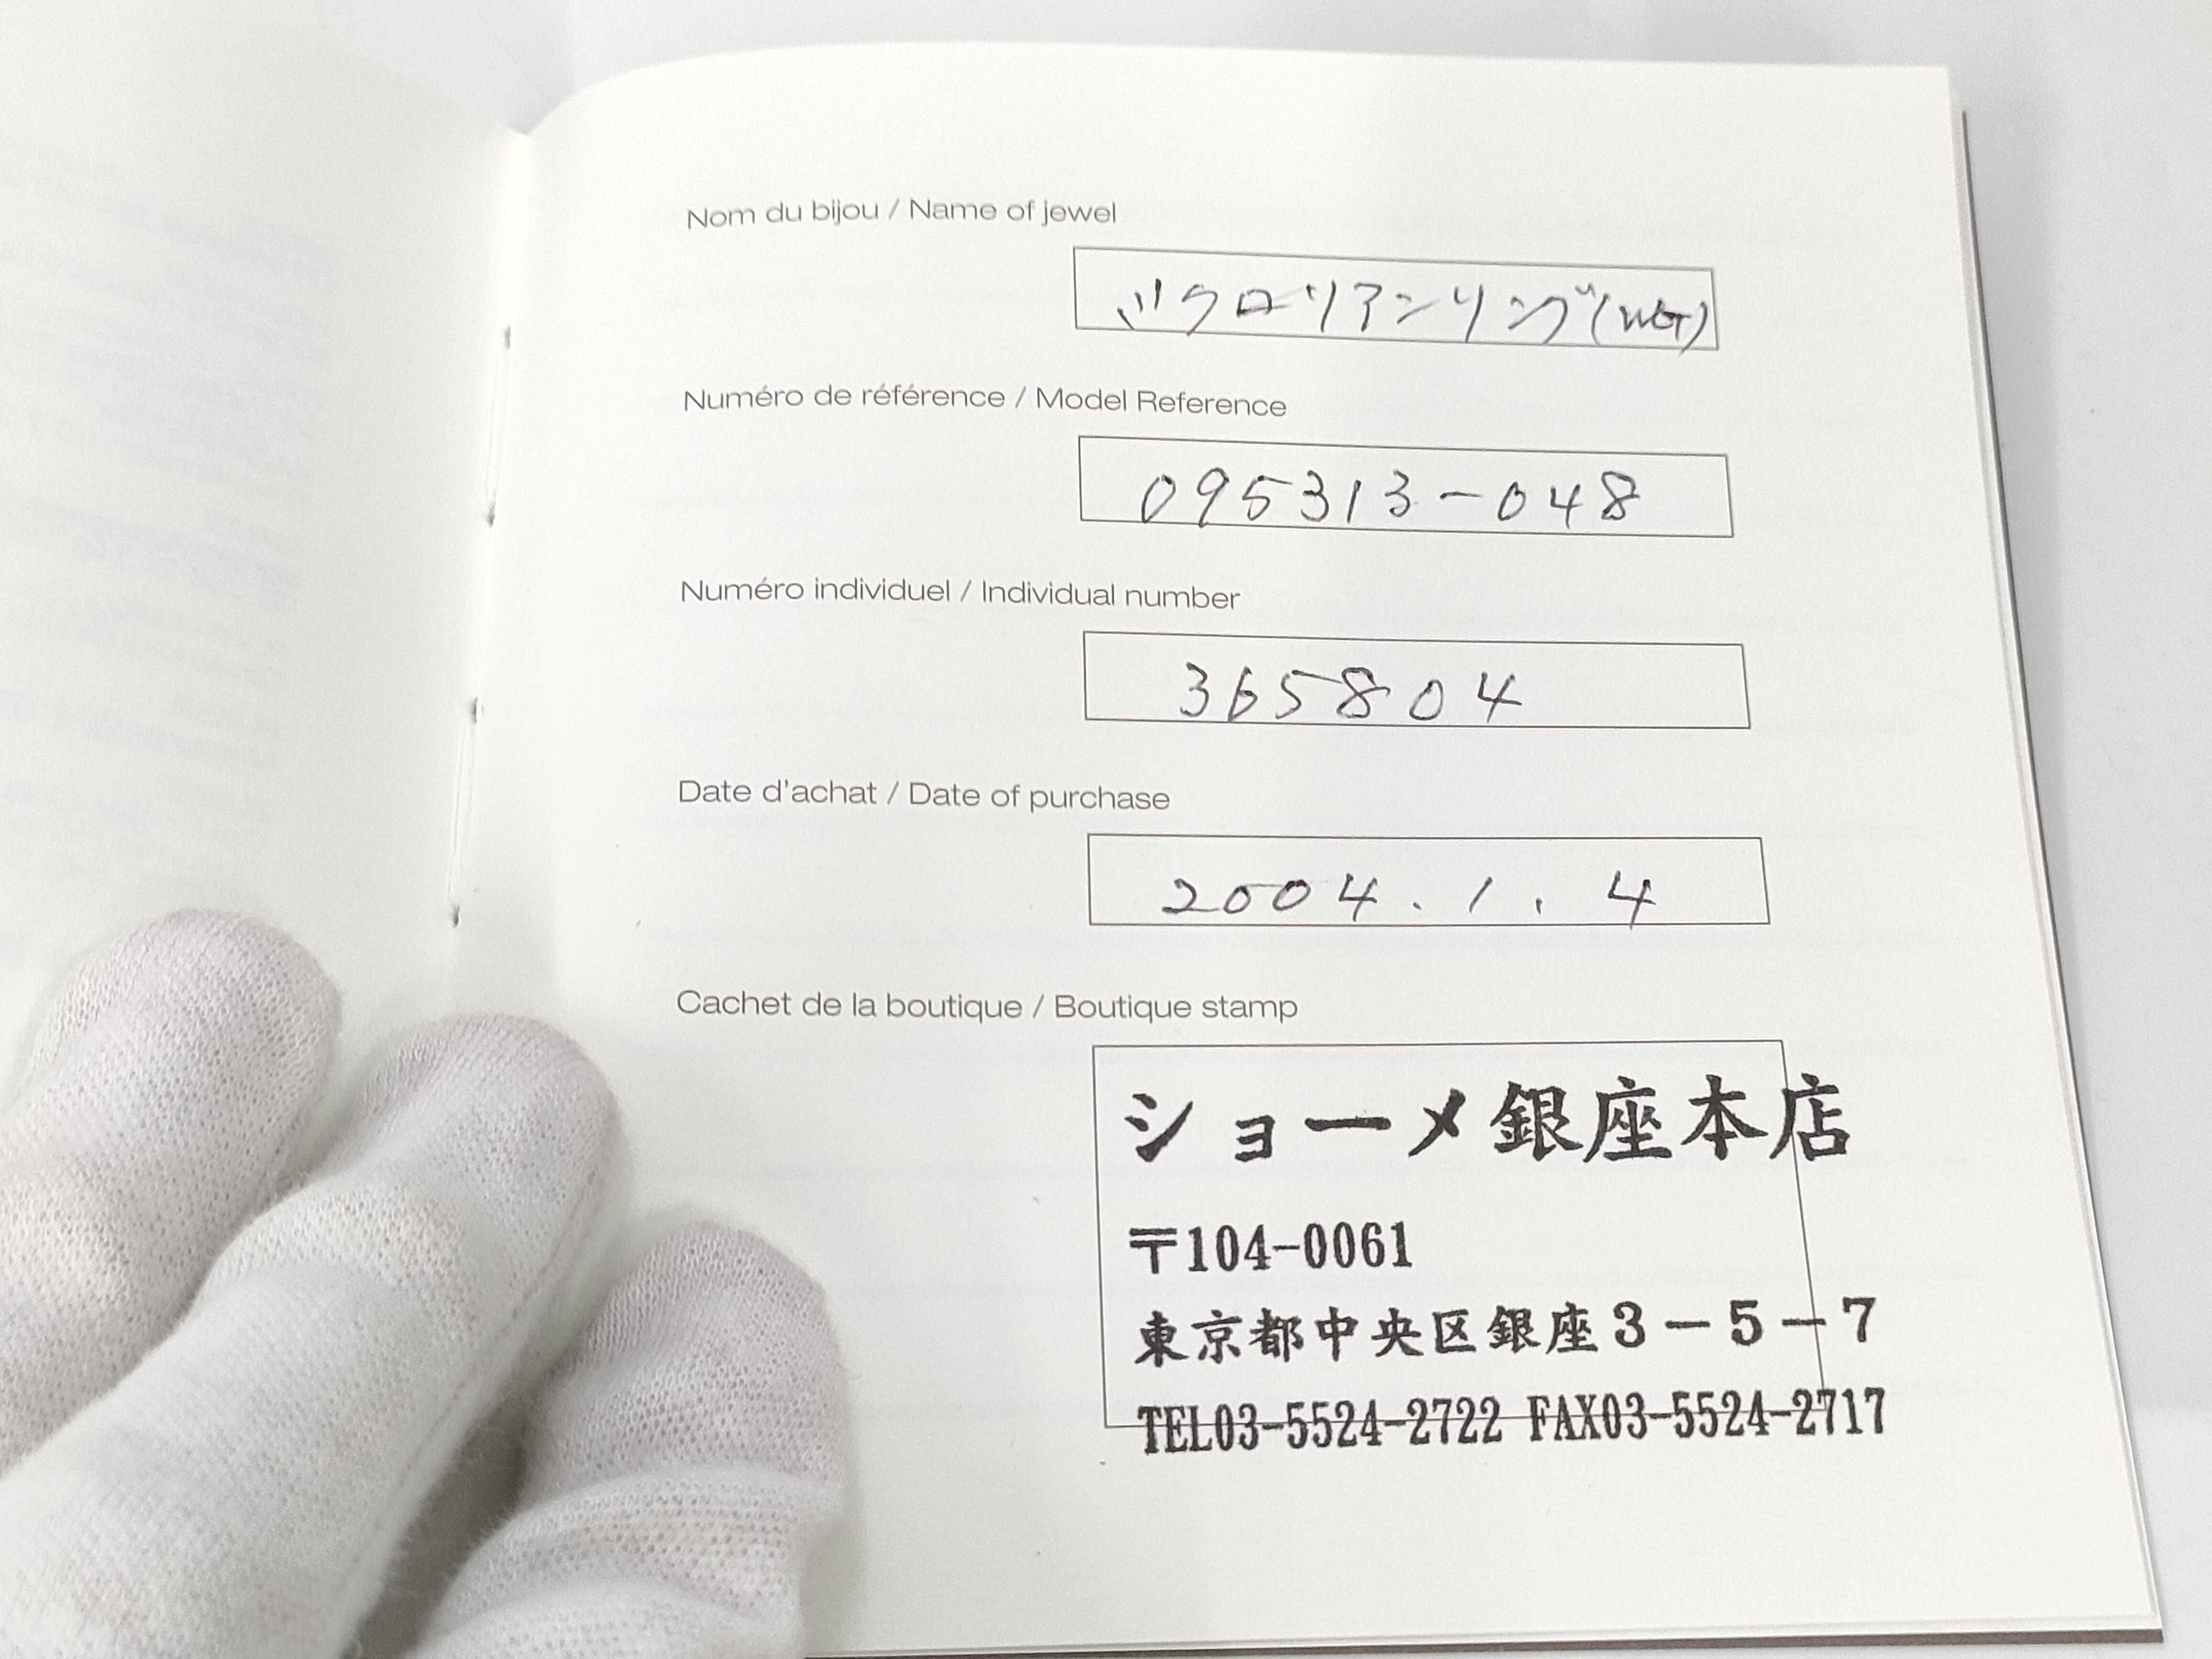 Nom du bijou / Name of jewel
ミクロリアンリング(WG)
Numéro de référence / Model Reference
095313-048
Numéro individuel / Individual number
365804
Date d'achat / Date of purchase
2004.1.4
Cachet de la boutique / Boutique stamp
ショーメ銀座本店
〒104-0061
東京都中央区銀座3-5-7
TEL03-5524-2722 FAX03-5524-2717